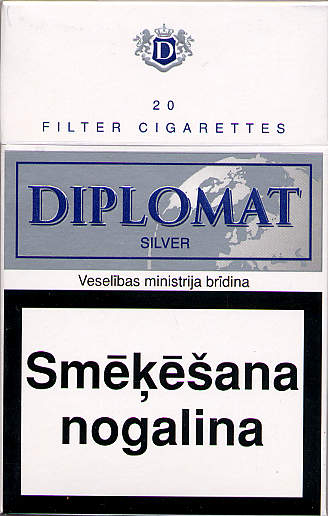 D
20
FILTER CIGARETTES
DIPLOMAT
SILVER
Veselības ministrija brīdina
Smēķēšana
nogalina